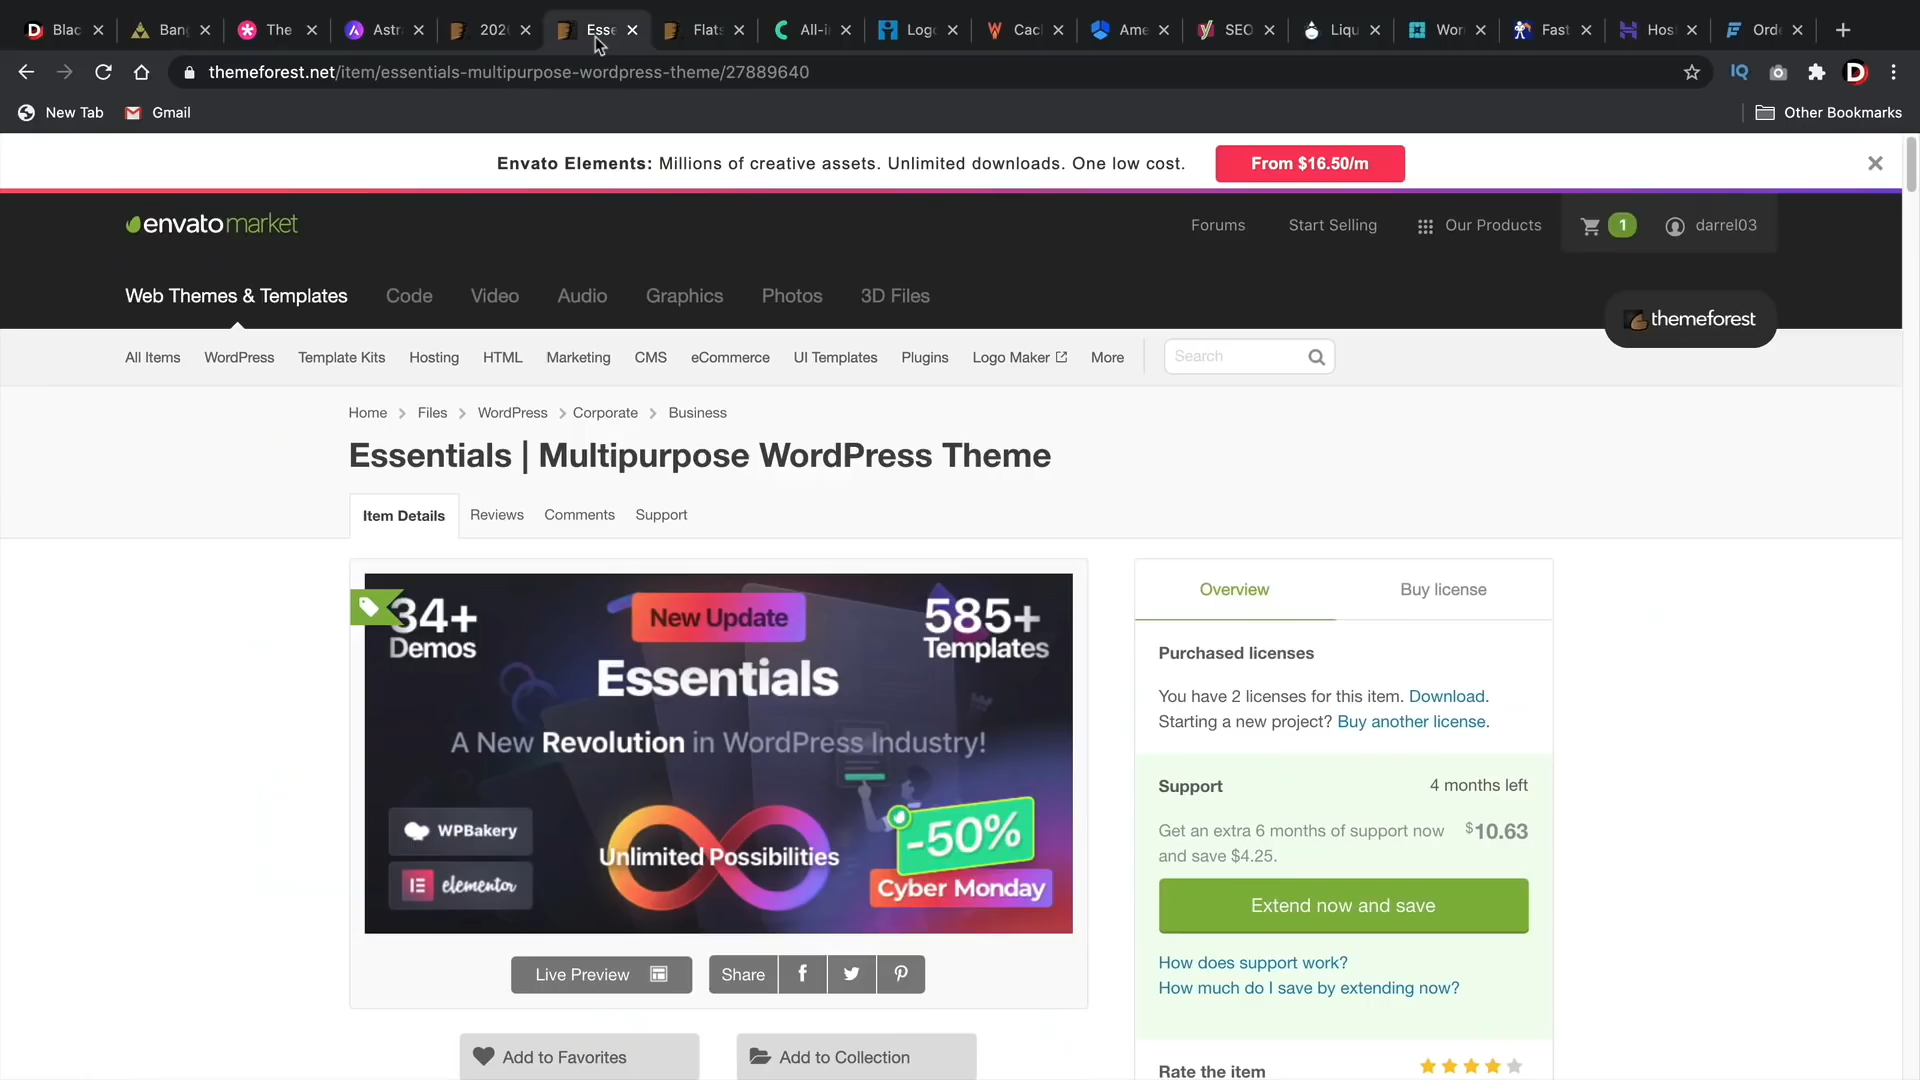 Blac
Ban
The
Astr
202
Esse
Flats
All-i
Logo
Cac
Ame
SEO
Liqu
Wor
Fast
Hos
Orde
themeforest.net/item/essentials-multipurpose-wordpress-theme/27889640
IQ
D
New Tab
Gmail
Other Bookmarks
Envato Elements: Millions of creative assets. Unlimited downloads. One low cost.
From $16.50/m
envatomarket
Forums
Start Selling
Our Products
1
darrel03
Web Themes & Templates
Code
Video
Audio
Graphics
Photos
3D Files
themeforest
All Items
WordPress
Template Kits
Hosting
HTML
Marketing
CMS
eCommerce
UI Templates
Plugins
Logo Maker
More
Search
Home
Files
WordPress
Corporate
Business
Essentials | Multipurpose WordPress Theme
Item Details
Reviews
Comments
Support
34+
Demos
New Update
585+
Templates
Essentials
A New Revolution in WordPress Industry!
WPBakery
elementor
Unlimited Possibilities
-50%
Cyber Monday
Live Preview
Share
Add to Favorites
Add to Collection
Overview
Buy license
Purchased licenses
You have 2 licenses for this item. Download.
Starting a new project? Buy another license.
Support
4 months left
Get an extra 6 months of support now
$10.63
and save $4.25.
Extend now and save
How does support work?
How much do I save by extending now?
Rate the item